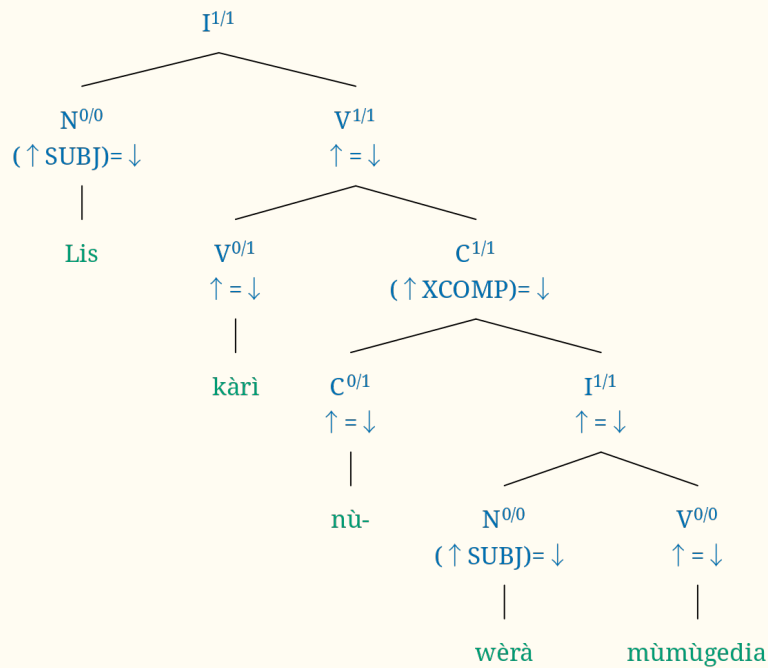 I1/1
N0/0 V1/1
(↑SUBJ)=↓ ↑=↓
Lis V0/1 C1/1
↑=↓ (↑XCOMP)=↓
kàrì C0/1 I1/1
↑=↓ ↑=↓
nù- N0/0 V0/0
(↑SUBJ)=↓ ↑=↓
wèrà mùmùgedia